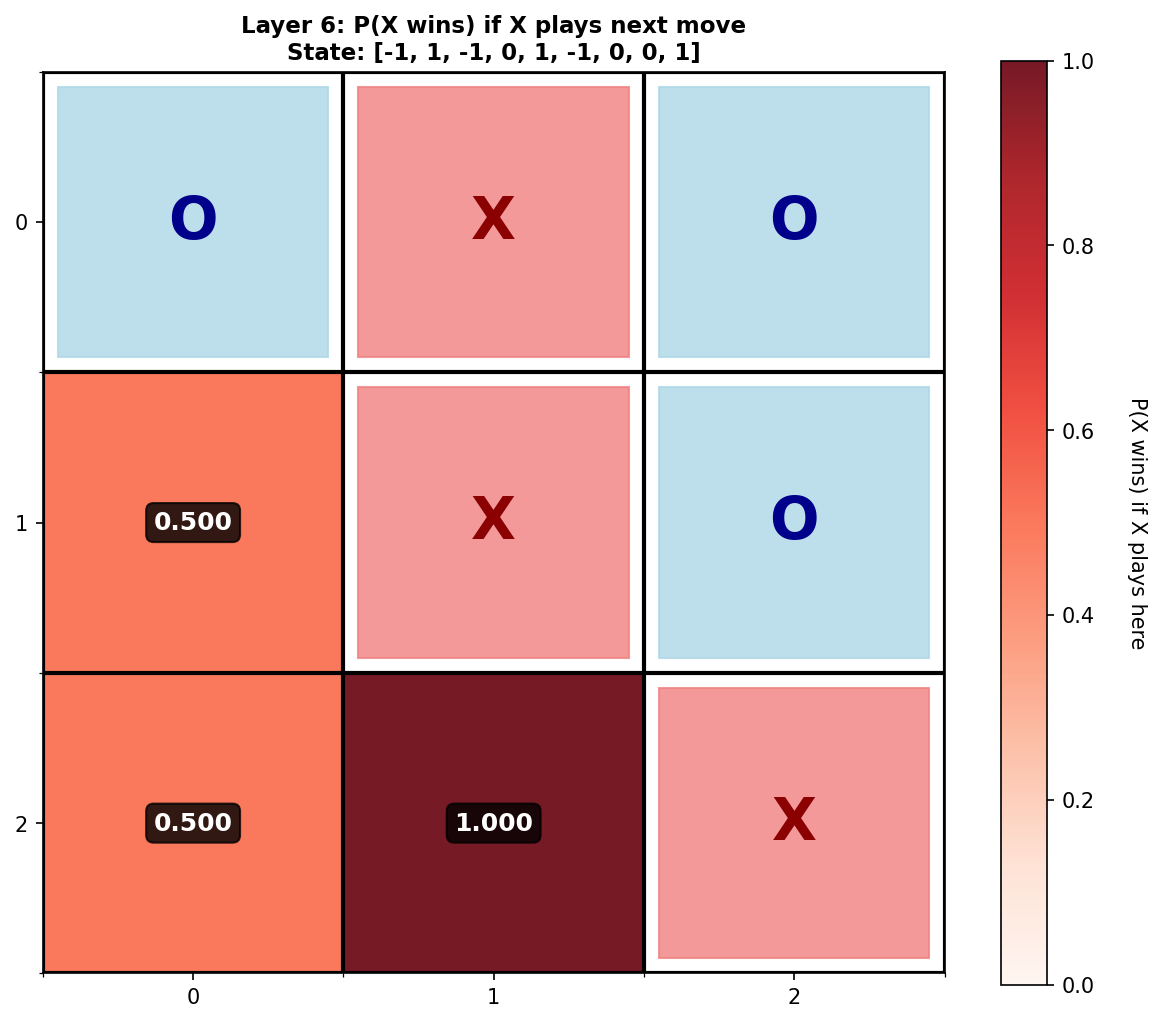 Layer 6: P(X wins) if X plays next move
State: [-1, 1, -1, 0, 1, -1, 0, 0, 1]
O X O
0.500 X O
0.500 1.000 X
0
1
2
0 1 2
1.0
0.8
0.6
0.4
0.2
0.0
P(X wins) if X plays here